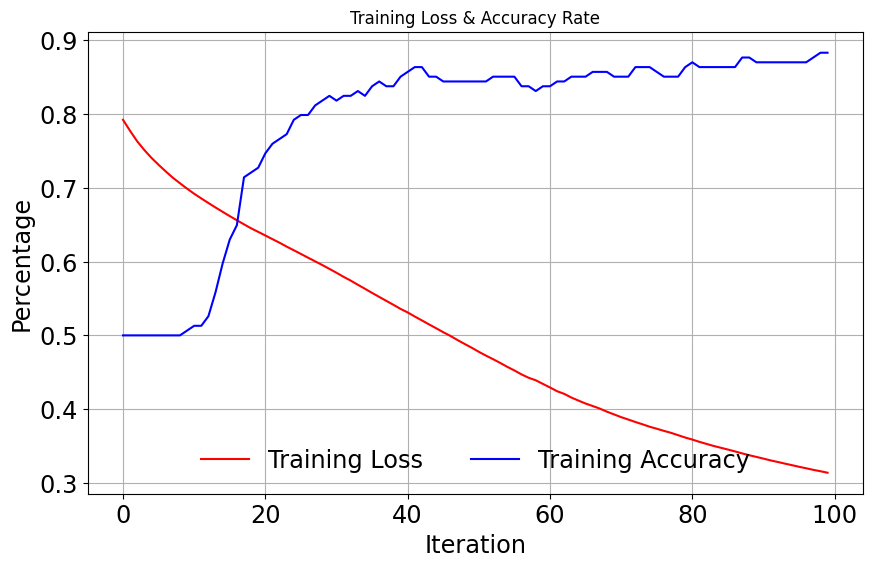 Training Loss & Accuracy Rate
0.9
0.8
0.7
0.6
0.5
0.4
0.3
Percentage
Training Loss
Training Accuracy
0 20 40 60 80 100
Iteration